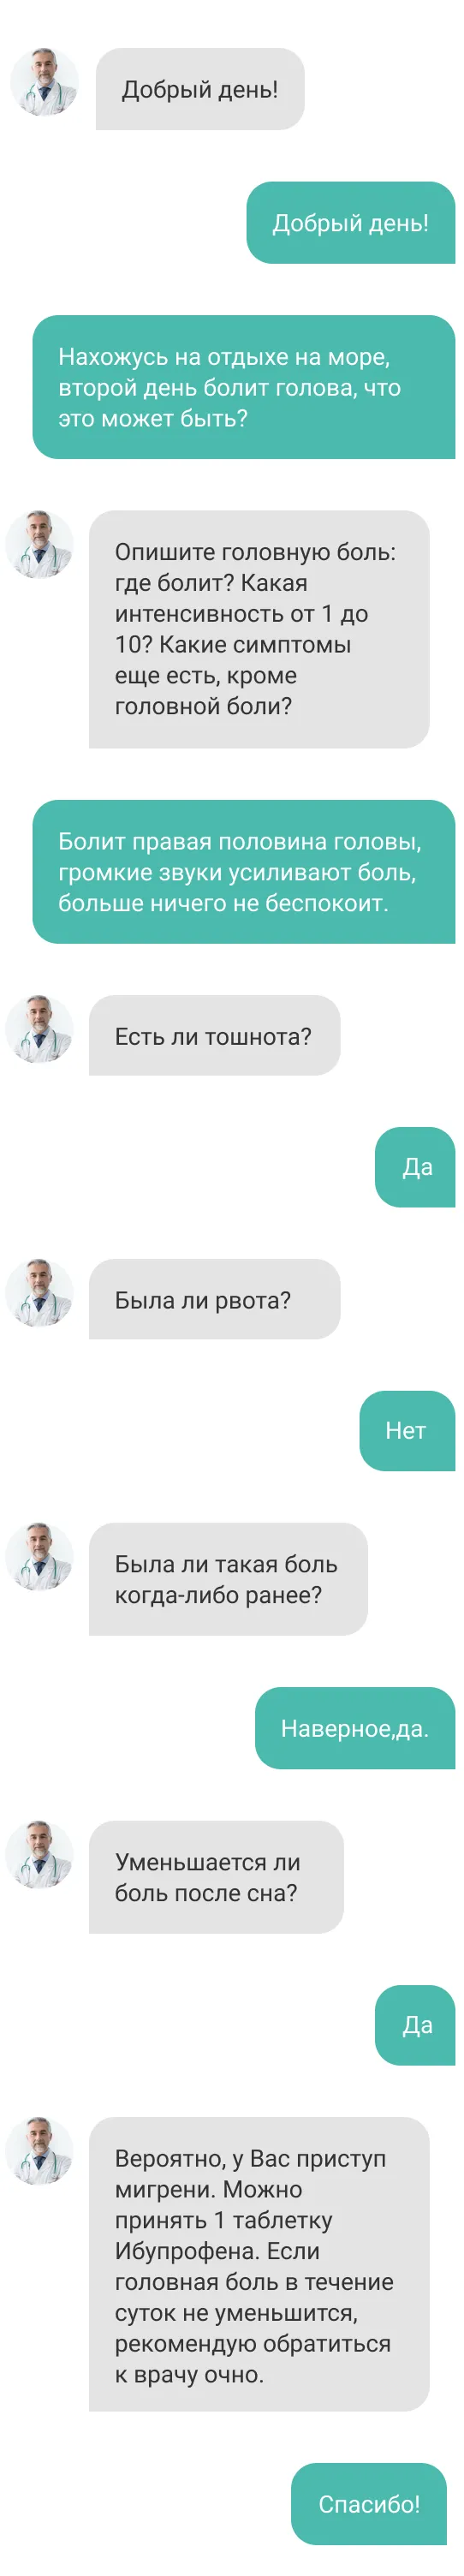 Добрый день!
Добрый день!
Нахожусь на отдыхе на море,
второй день болит голова, что
это может быть?
Опишите головную боль:
где болит? Какая
интенсивность от 1 до
10? Какие симптомы
еще есть, кроме
головной боли?
Болит правая половина головы,
громкие звуки усиливают боль,
больше ничего не беспокоит.
Есть ли тошнота?
Да
Была ли рвота?
Нет
Была ли такая боль
когда-либо ранее?
Наверное,да.
Уменьшается ли
боль после сна?
Да
Вероятно, у Вас приступ
мигрени. Можно
принять 1 таблетку
Ибупрофена. Если
головная боль в течение
суток не уменьшится,
рекомендую обратиться
к врачу очно.
Спасибо!